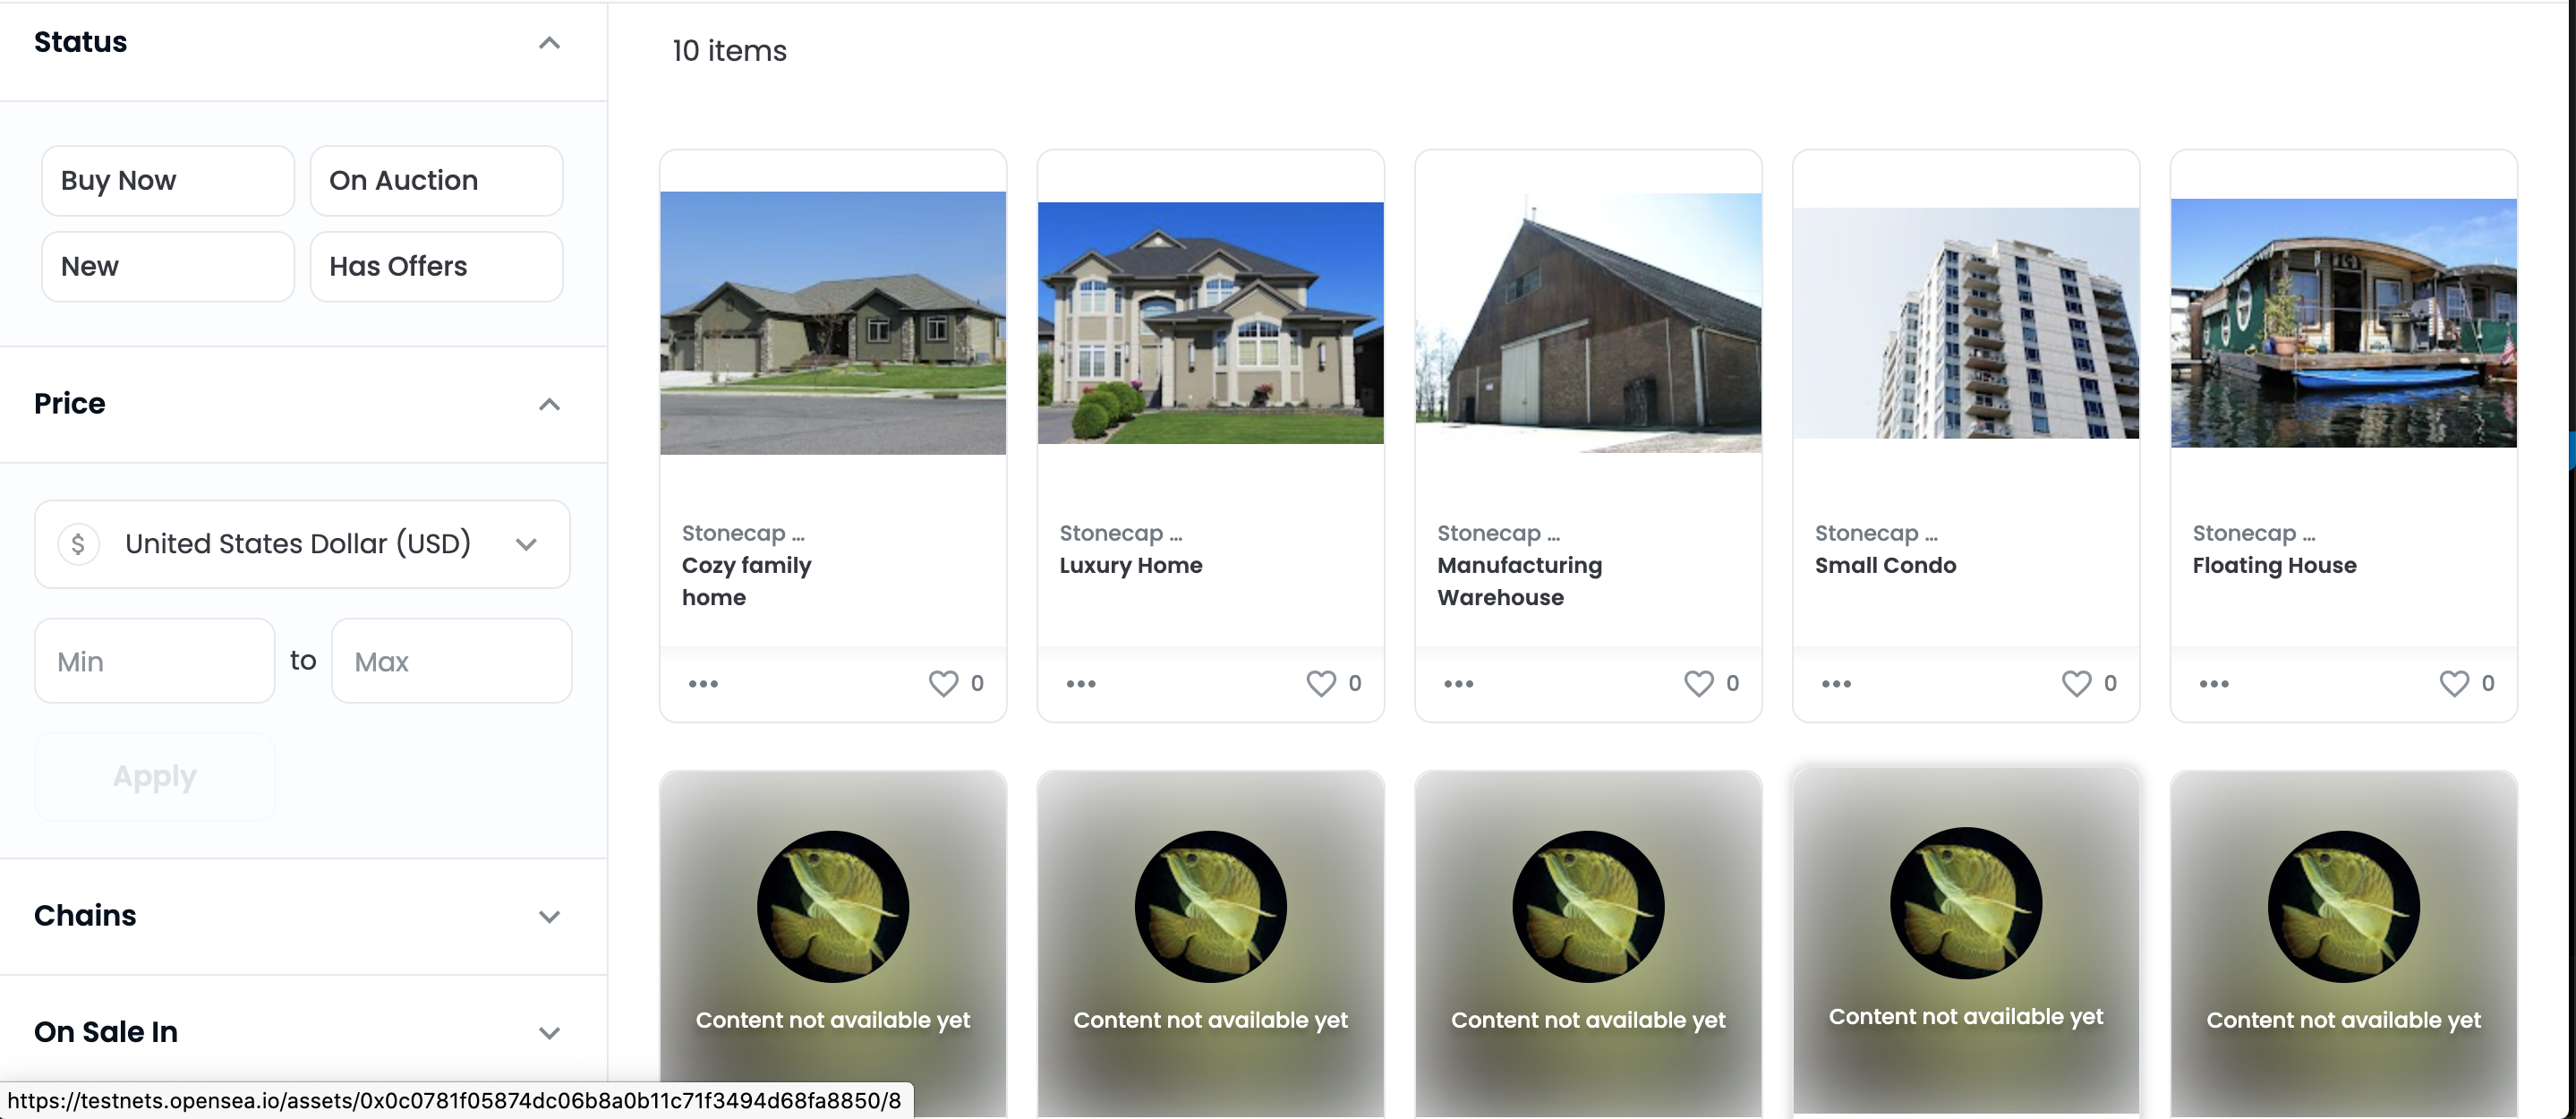 Status
Buy Now
On Auction
New
Has Offers
Price
$ United States Dollar (USD)
Min to Max
Apply
Chains
On Sale In
https://testnets.opensea.io/assets/0x0c0781f05874dc06b8a0b11c71f3494d68fa8850/8
10 items
Stonecap ...
Cozy family
home
... 0
Stonecap ...
Luxury Home
... 0
Stonecap ...
Manufacturing
Warehouse
... 0
Stonecap ...
Small Condo
... 0
Stonecap ...
Floating House
... 0
Content not available yet
Content not available yet
Content not available yet
Content not available yet
Content not available yet